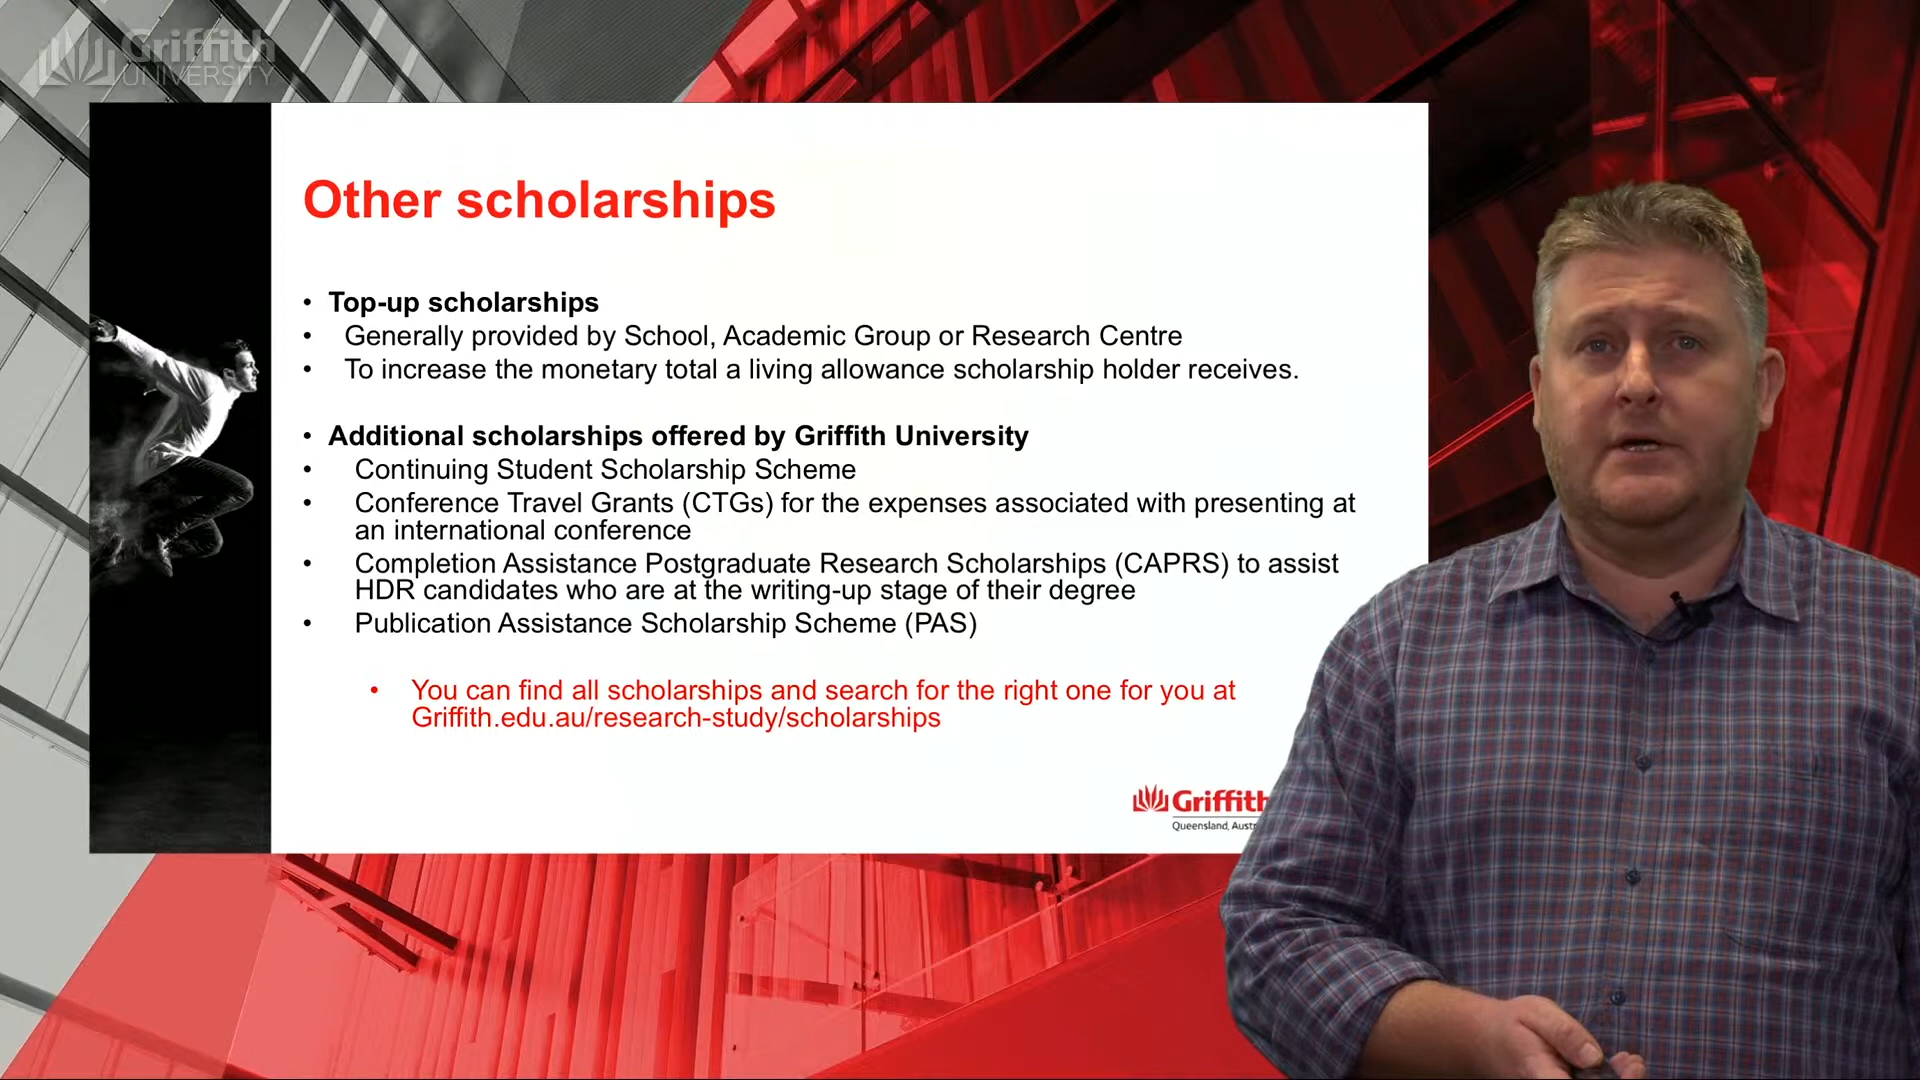 Griffith
UNIVERSITY
Other scholarships
• Top-up scholarships
• Generally provided by School, Academic Group or Research Centre
• To increase the monetary total a living allowance scholarship holder receives.
• Additional scholarships offered by Griffith University
• Continuing Student Scholarship Scheme
• Conference Travel Grants (CTGs) for the expenses associated with presenting at
an international conference
• Completion Assistance Postgraduate Research Scholarships (CAPRS) to assist
HDR candidates who are at the writing-up stage of their degree
• Publication Assistance Scholarship Scheme (PAS)
• You can find all scholarships and search for the right one for you at
Griffith.edu.au/research-study/scholarships
Griffith
Queensland,